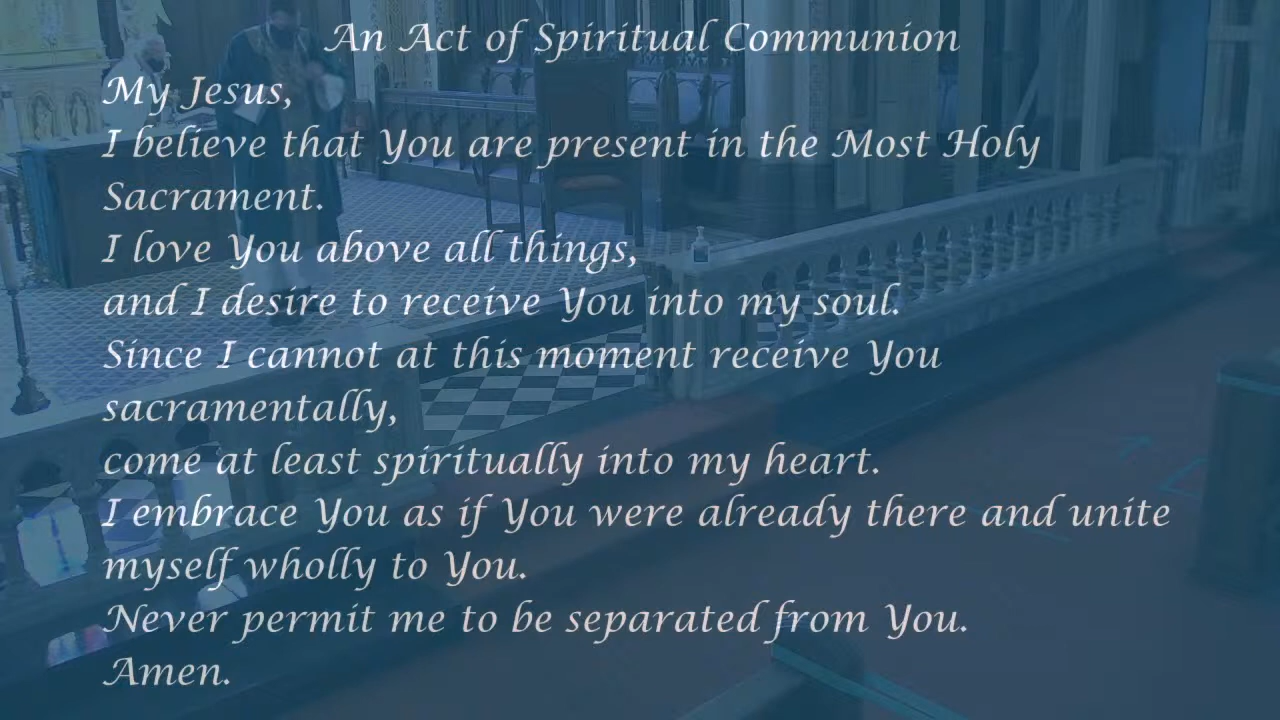 An Act of Spiritual Communion
My Jesus,
I believe that You are present in the Most Holy
Sacrament.
I love You above all things,
and I desire to receive You into my soul.
Since I cannot at this moment receive You
sacramentally,
come at least spiritually into my heart.
I embrace You as if You were already there and unite
myself wholly to You.
Never permit me to be separated from You.
Amen.